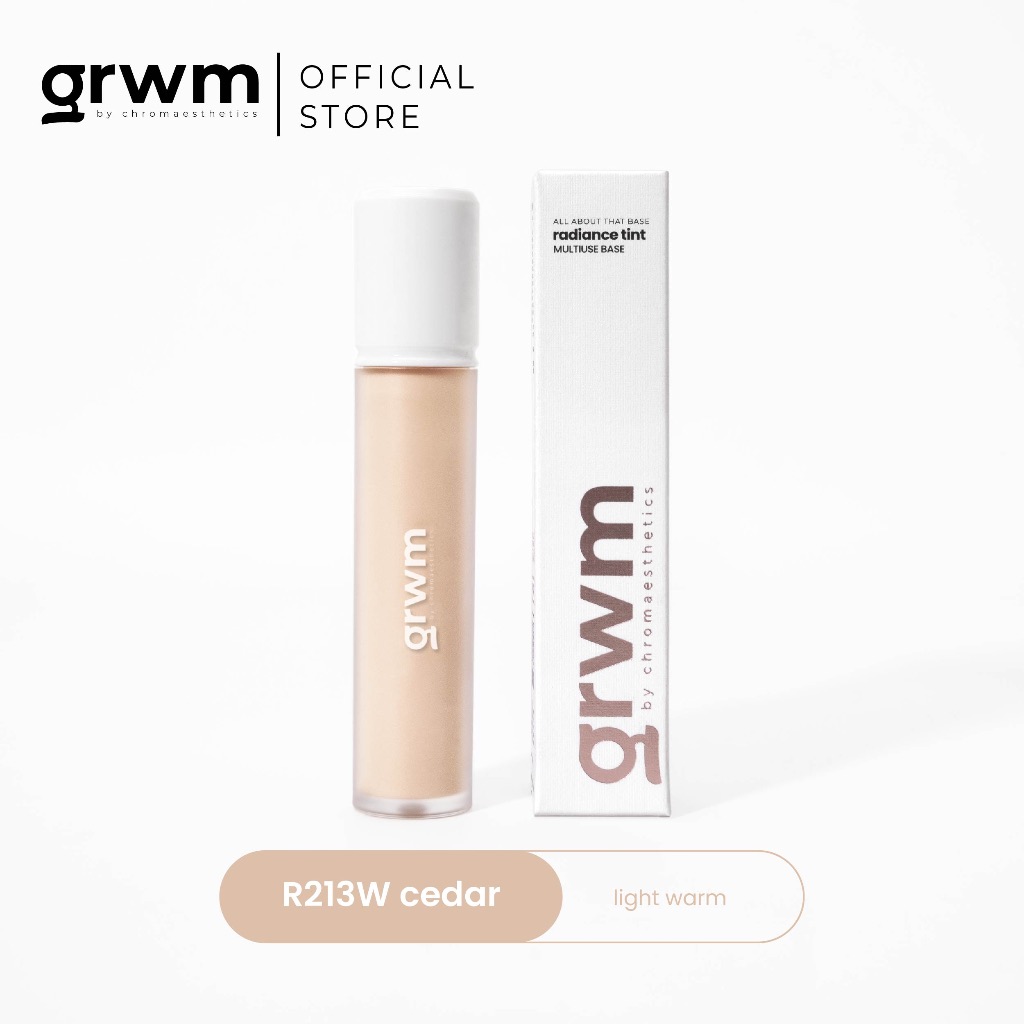 grwm
by chromaesthetics
OFFICIAL
STORE
ALL ABOUT THAT BASE
radiance tint
MULTIUSE BASE
grwm
grwm
by chromaesthetics
R213W cedar
light warm